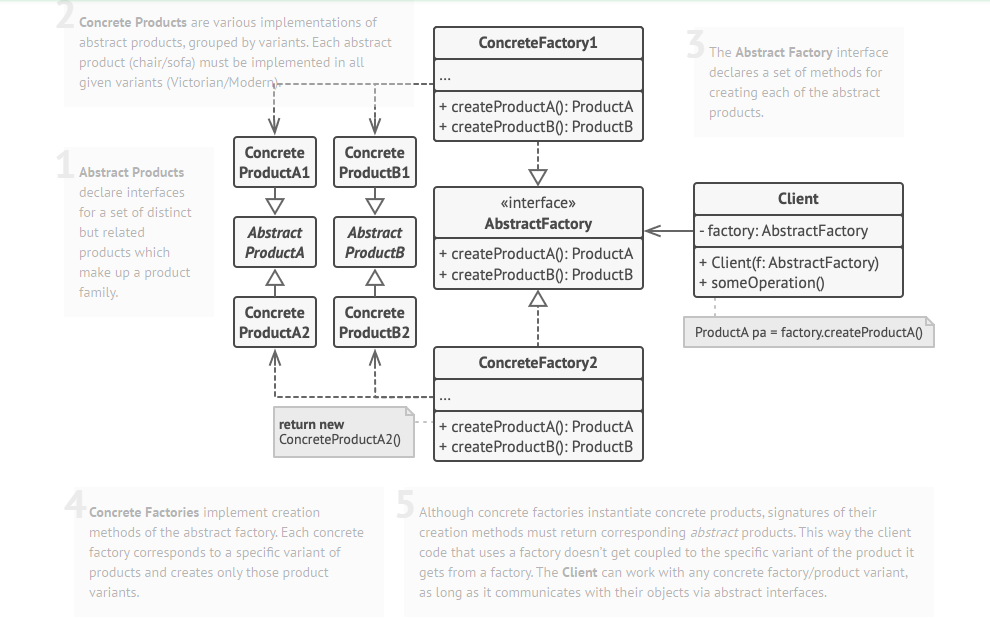 2
Concrete Products are various implementations of
abstract products, grouped by variants. Each abstract
product (chair/sofa) must be implemented in all
given variants (Victorian/Modern).
ConcreteFactory1
...
+ createProductA(): ProductA
+ createProductB(): ProductB
3
The Abstract Factory interface
declares a set of methods for
creating each of the abstract
products.
1
Abstract Products
declare interfaces
for a set of distinct
but related
products which
make up a product
family.
Concrete
ProductA1
Concrete
ProductB1
Abstract
ProductA
Abstract
ProductB
Concrete
ProductA2
Concrete
ProductB2
«interface»
AbstractFactory
+ createProductA(): ProductA
+ createProductB(): ProductB
Client
- factory: AbstractFactory
+ Client(f: AbstractFactory)
+ someOperation()
ProductA pa = factory.createProductA()
ConcreteFactory2
...
+ createProductA(): ProductA
+ createProductB(): ProductB
return new
ConcreteProductA2()
4
Concrete Factories implement creation
methods of the abstract factory. Each concrete
factory corresponds to a specific variant of
products and creates only those product
variants.
5
Although concrete factories instantiate concrete products, signatures of their
creation methods must return corresponding abstract products. This way the client
code that uses a factory doesn't get coupled to the specific variant of the product it
gets from a factory. The Client can work with any concrete factory/product variant,
as long as it communicates with their objects via abstract interfaces.